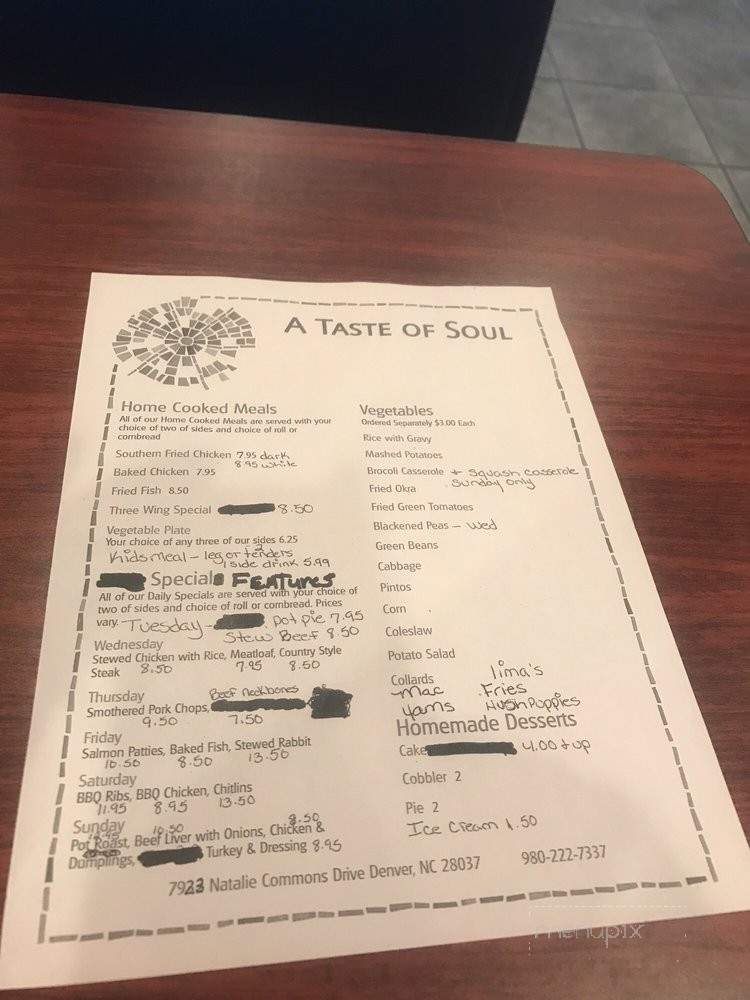 A TASTE OF SOUL
Home Cooked Meals
All of our Home Cooked Meals are served with your
choice of two of sides and choice of roll or
cornbread
Southern Fried Chicken 7.95 dark
8.95 white
Baked Chicken 7.95
Fried Fish 8.50
Three Wing Special 8.50
Vegetable Plate
Your choice of any three of our sides 6.25
Kids meal - leg or 2 tenders
1 side drink 5.99
Specials FEATURES
All of our Daily Specials are served with your choice of
two of sides and choice of roll or cornbread. Prices
vary. Tuesday - pot pie 7.95
Stew Beef 8.50
Wednesday
Stewed Chicken with Rice, Meatloaf, Country Style
Steak 8.50 7.95 8.50
Thursday Beef neckbones
Smothered Pork Chops,
9.50 7.50
Friday
Salmon Patties, Baked Fish, Stewed Rabbit
10.50 8.50 13.50
Saturday
BBQ Ribs, BBQ Chicken, Chitlins
11.95 8.95 13.50
Sunday 10.50 8.50
Pot Roast, Beef Liver with Onions, Chicken &
Dumplings, Turkey & Dressing 8.95
Vegetables
Ordered Separately $3.00 Each
Rice with Gravy
Mashed Potatoes
Brocoli Casserole + Squash casserole
Sunday only
Fried Okra
Fried Green Tomatoes
Blackened Peas - Wed
Green Beans
Cabbage
Pintos
Corn
Coleslaw
Potato Salad
Collards lima's
Mac Fries
Yams HushPuppies
Homemade Desserts
Cake 4.00 + up
Cobbler 2
Pie 2
Ice Cream 1.50
7923 Natalie Commons Drive Denver, NC 28037 980-222-7337
menupix